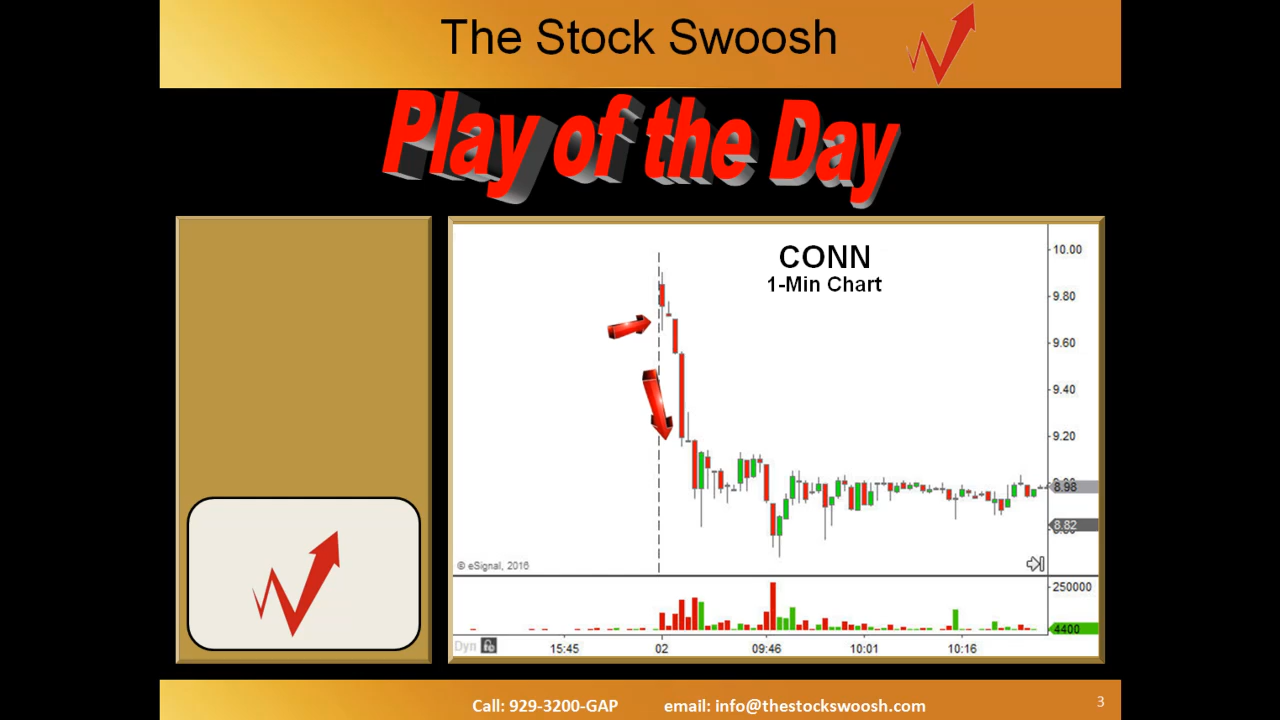 The Stock Swoosh
Play of the Day
CONN
1-Min Chart
10.00
9.80
9.60
9.40
9.20
8.98
8.82
© eSignal, 2016
250000
4400
Dyn
15:45 02 09:46 10:01 10:16
Call: 929-3200-GAP email: info@thestockswoosh.com
3